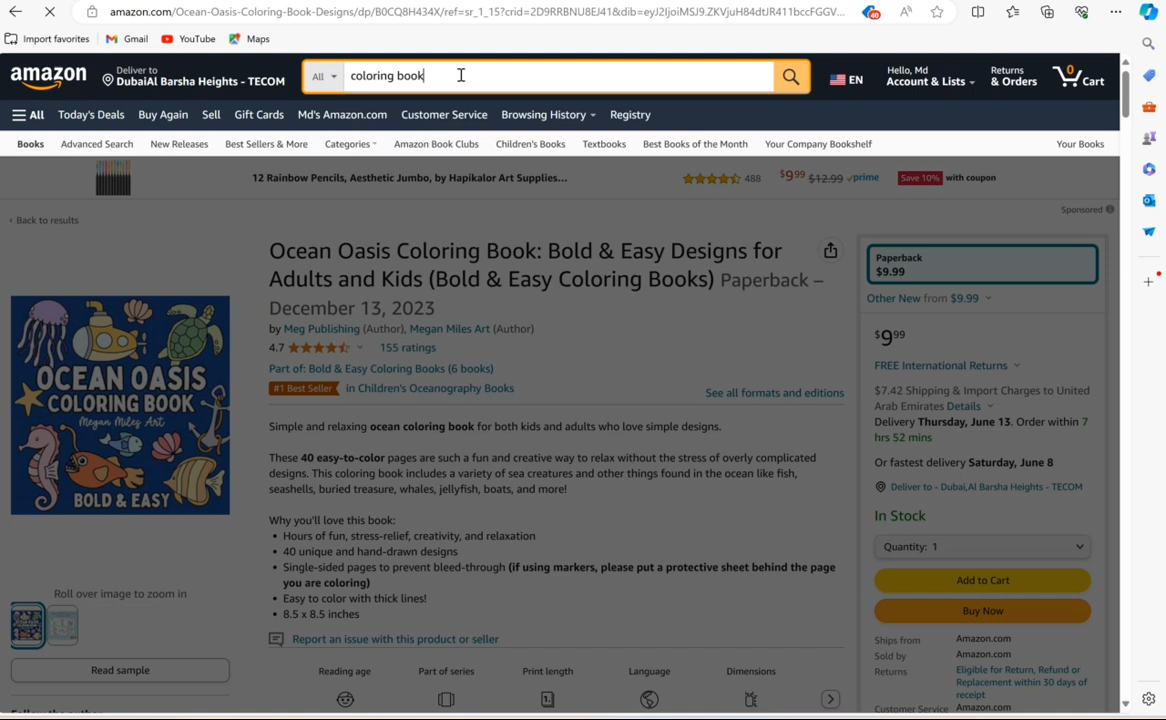 amazon.com/Ocean-Oasis-Coloring-Book-Designs/dp/B0CQ8H434X/ref=sr_1_15?crid=2D9RRBNU8EJ41&dib=eyJ2IjoiMSJ9.ZKVjuH84dtJR411bccFGGV...
40
Import favorites Gmail YouTube Maps
amazon
Deliver to
DubaiAl Barsha Heights - TECOM
All coloring book
EN
Hello, Md
Account & Lists
Returns
& Orders
0
Cart
All Today's Deals Buy Again Sell Gift Cards Md's Amazon.com Customer Service Browsing History Registry
Books Advanced Search New Releases Best Sellers & More Categories Amazon Book Clubs Children's Books Textbooks Best Books of the Month Your Company Bookshelf Your Books
12 Rainbow Pencils, Aesthetic Jumbo, by Hapikalor Art Supplies... 488 $9.99 $12.99 prime Save 10% with coupon
Sponsored
‹ Back to results
OCEAN OASIS
COLORING BOOK
Megan Miles Art
BOLD & EASY
Roll over image to zoom in
Read sample
Ocean Oasis Coloring Book: Bold & Easy Designs for
Adults and Kids (Bold & Easy Coloring Books) Paperback –
December 13, 2023
by Meg Publishing (Author), Megan Miles Art (Author)
4.7 155 ratings
Part of: Bold & Easy Coloring Books (6 books)
#1 Best Seller in Children's Oceanography Books
See all formats and editions
Simple and relaxing ocean coloring book for both kids and adults who love simple designs.
These 40 easy-to-color pages are such a fun and creative way to relax without the stress of overly complicated
designs. This coloring book includes a variety of sea creatures and other things found in the ocean like fish,
seashells, buried treasure, whales, jellyfish, boats, and more!
Why you'll love this book:
• Hours of fun, stress-relief, creativity, and relaxation
• 40 unique and hand-drawn designs
• Single-sided pages to prevent bleed-through (if using markers, please put a protective sheet behind the page
you are coloring)
• Easy to color with thick lines!
• 8.5 x 8.5 inches
Report an issue with this product or seller
Reading age Part of series Print length Language Dimensions
Paperback
$9.99
Other New from $9.99
$9.99
FREE International Returns
$7.42 Shipping & Import Charges to United
Arab Emirates Details
Delivery Thursday, June 13. Order within 7
hrs 52 mins
Or fastest delivery Saturday, June 8
Deliver to - Dubai,Al Barsha Heights - TECOM
In Stock
Quantity: 1
Add to Cart
Buy Now
Ships from Amazon.com
Sold by Amazon.com
Returns Eligible for Return, Refund or
Replacement within 30 days of
receipt
Customer Service Amazon.com